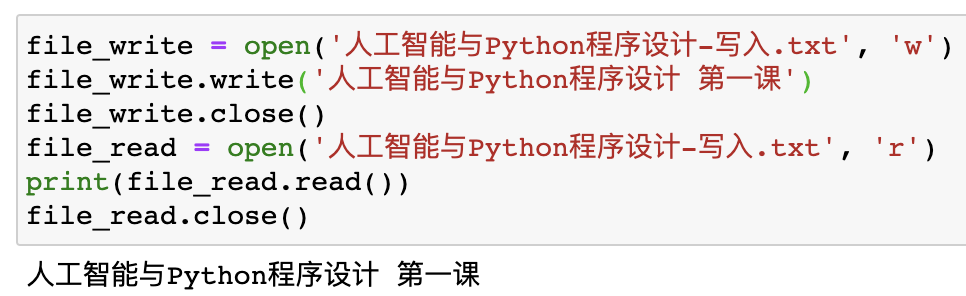 file_write = open('人工智能与Python程序设计-写入.txt', 'w')
file_write.write('人工智能与Python程序设计 第一课')
file_write.close()
file_read = open('人工智能与Python程序设计-写入.txt', 'r')
print(file_read.read())
file_read.close()
人工智能与Python程序设计 第一课